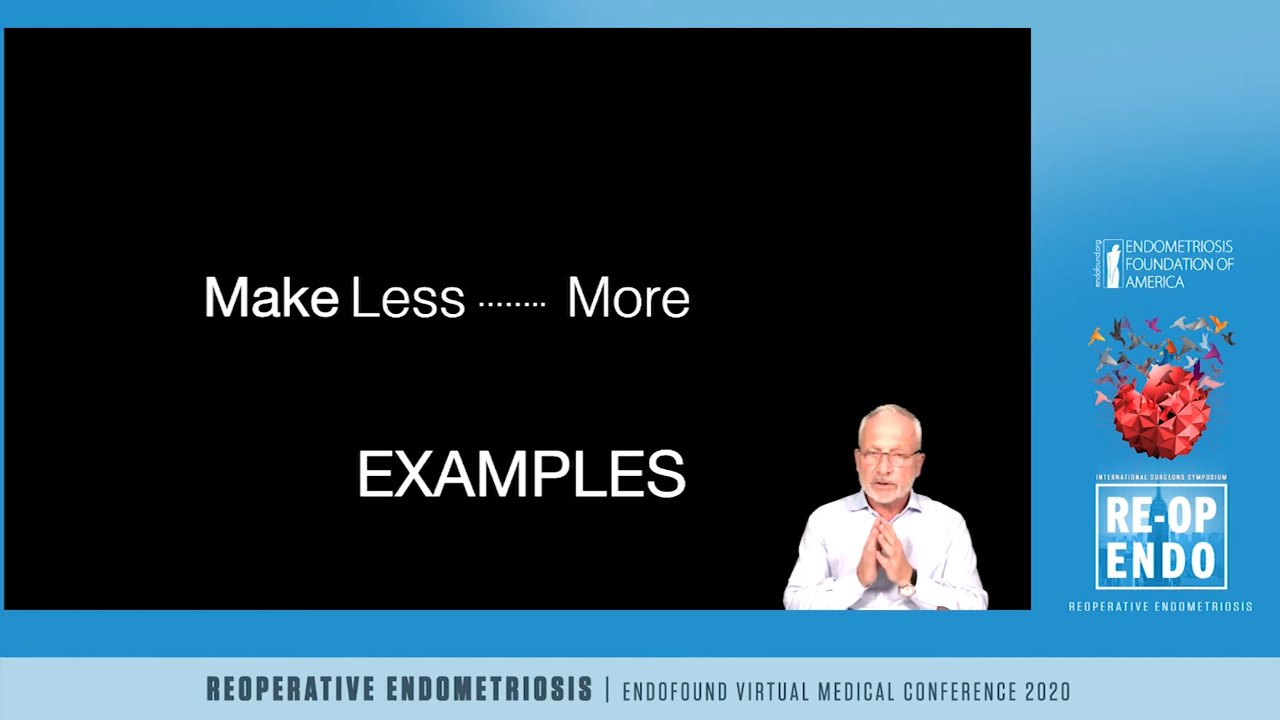 Make Less ........ More
EXAMPLES
endofound.org
ENDOMETRIOSIS
FOUNDATION OF
AMERICA
INTERNATIONAL SURGEONS SYMPOSIUM
RE-OP
ENDO
REOPERATIVE ENDOMETRIOSIS
REOPERATIVE ENDOMETRIOSIS | ENDOFOUND VIRTUAL MEDICAL CONFERENCE 2020